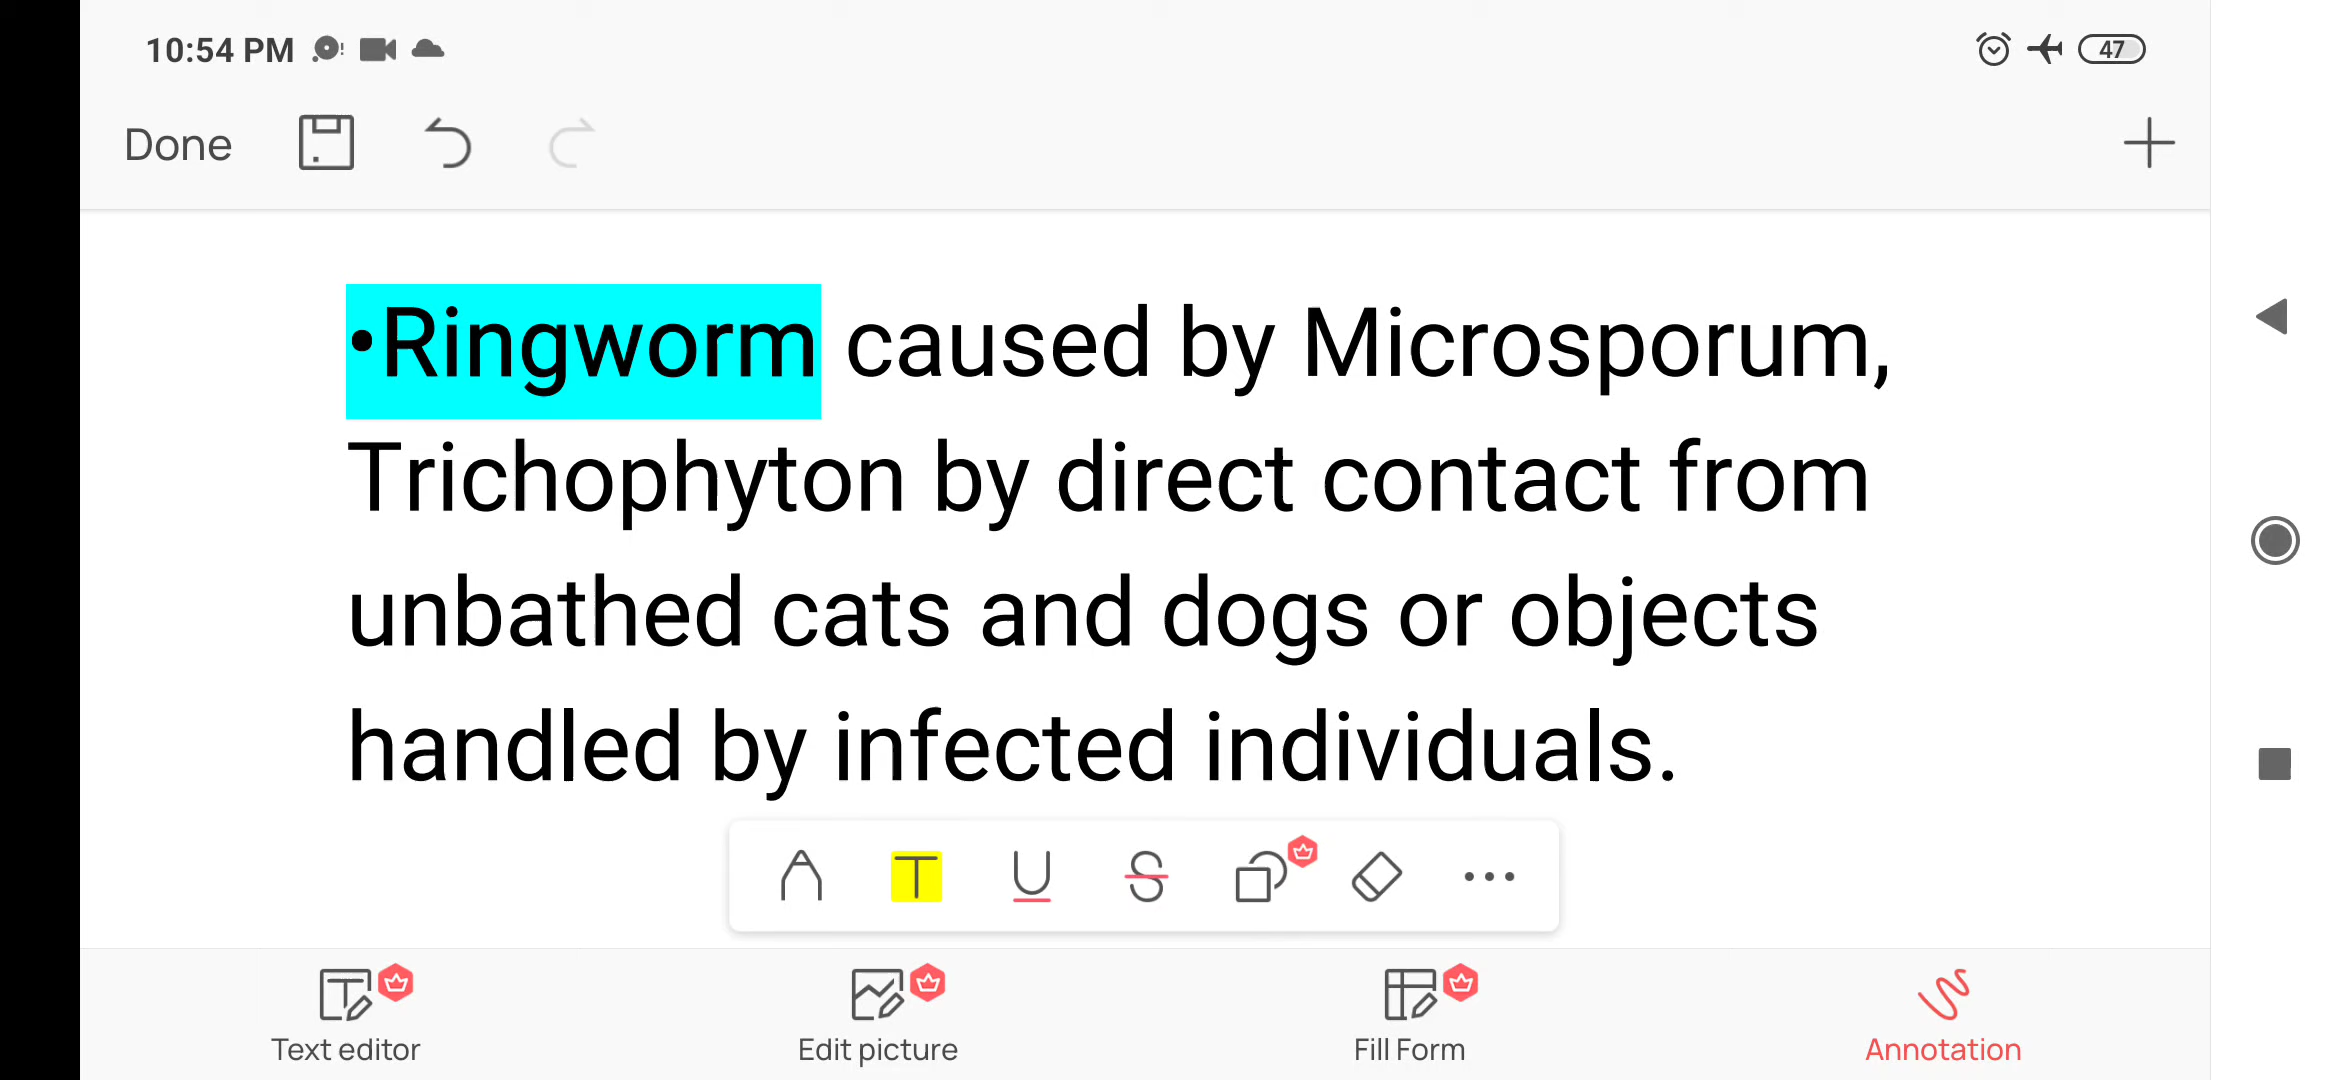 10:54 PM
47
Done
•Ringworm caused by Microsporum,
Trichophyton by direct contact from
unbathed cats and dogs or objects
handled by infected individuals.
T U S
Text editor
Edit picture
Fill Form
Annotation